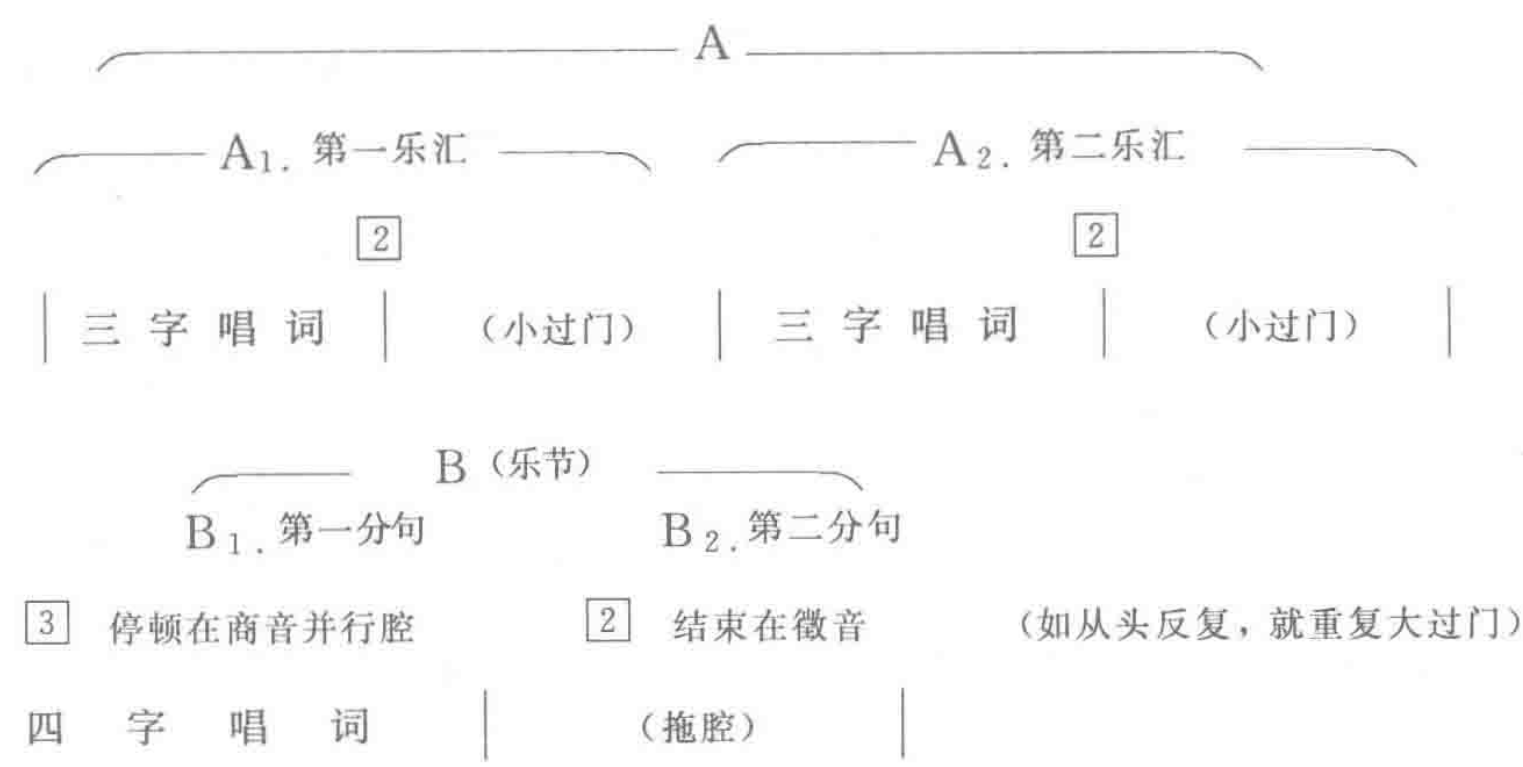 A
A1. 第一乐汇 A2. 第二乐汇
2 2
三字唱词 (小过门) 三字唱词 (小过门)
B (乐节)
B1. 第一分句 B2. 第二分句
3 停顿在商音并行腔 2 结束在徵音 (如从头反复,就重复大过门)
四字唱词 (拖腔)